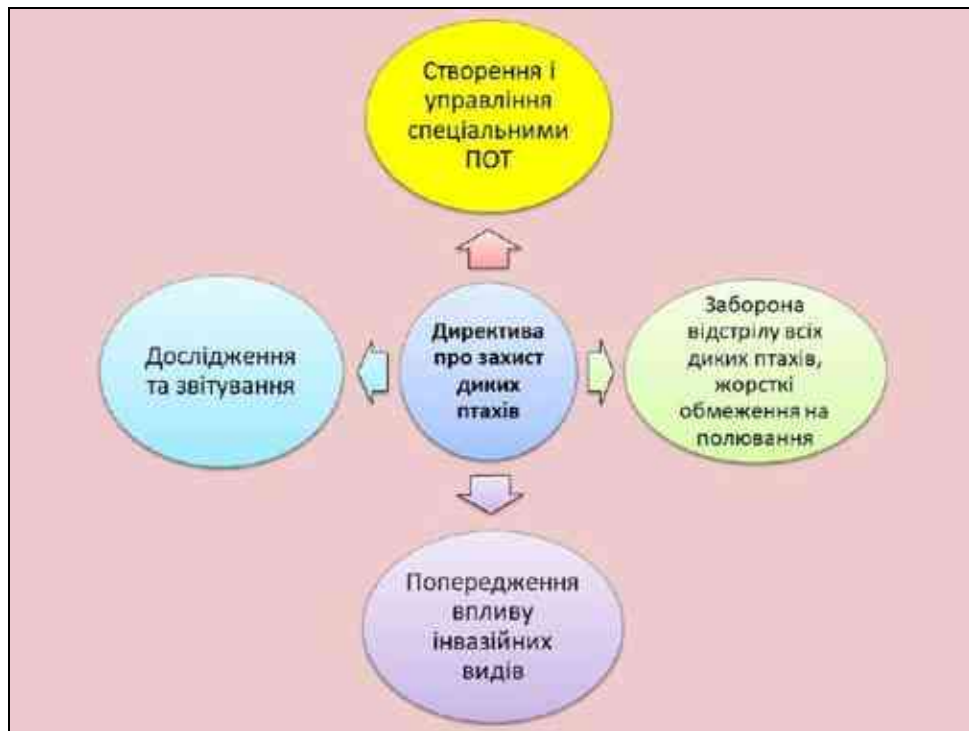 Створення і
управління
спеціальними
ПОТ
Дослідження
та звітування
Директива
про захист
диких
птахів
Заборона
відстрілу всіх
диких птахів,
жорсткі
обмеження на
полювання
Попередження
впливу
інвазійних
видів